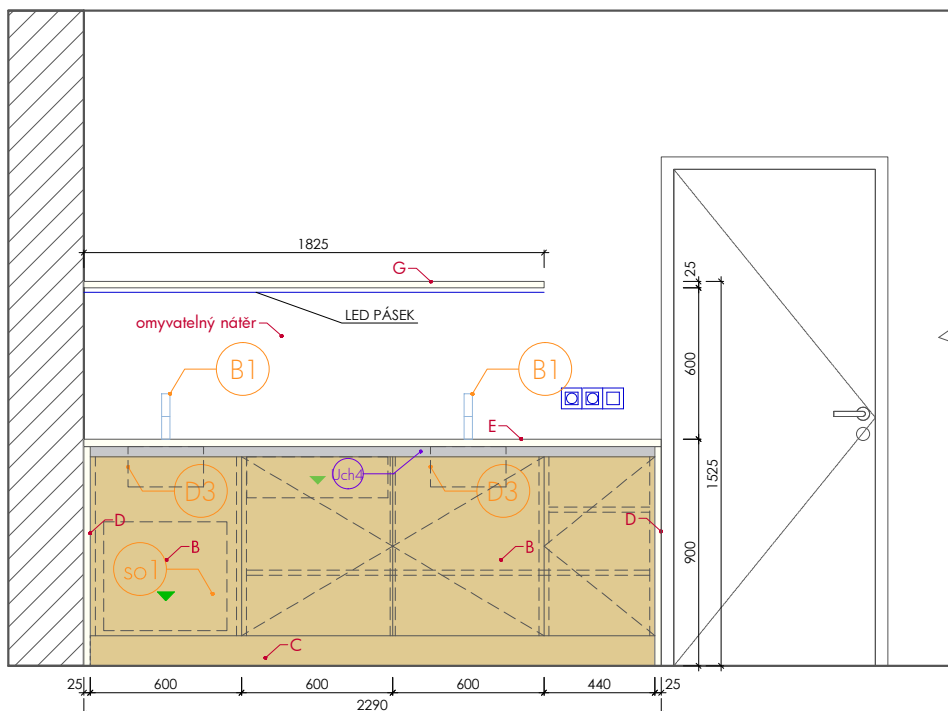 1825
25
G
LED PÁSEK
omyvatelný nátěr
600
B1
B1
E
Uch4
1525
D3
D3
D
D
B
B
so1
900
C
25
600
600
600
440
25
2290